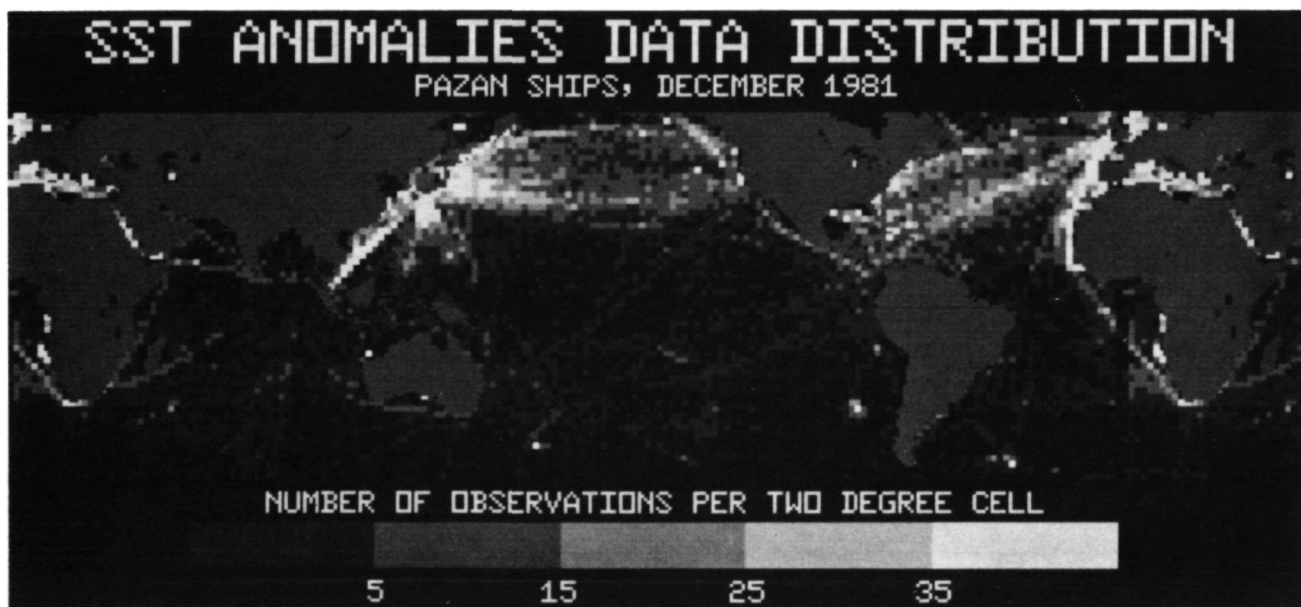 SST ANOMALIES DATA DISTRIBUTION
PAZAN SHIPS, DECEMBER 1981
NUMBER OF OBSERVATIONS PER TWO DEGREE CELL
5 15 25 35